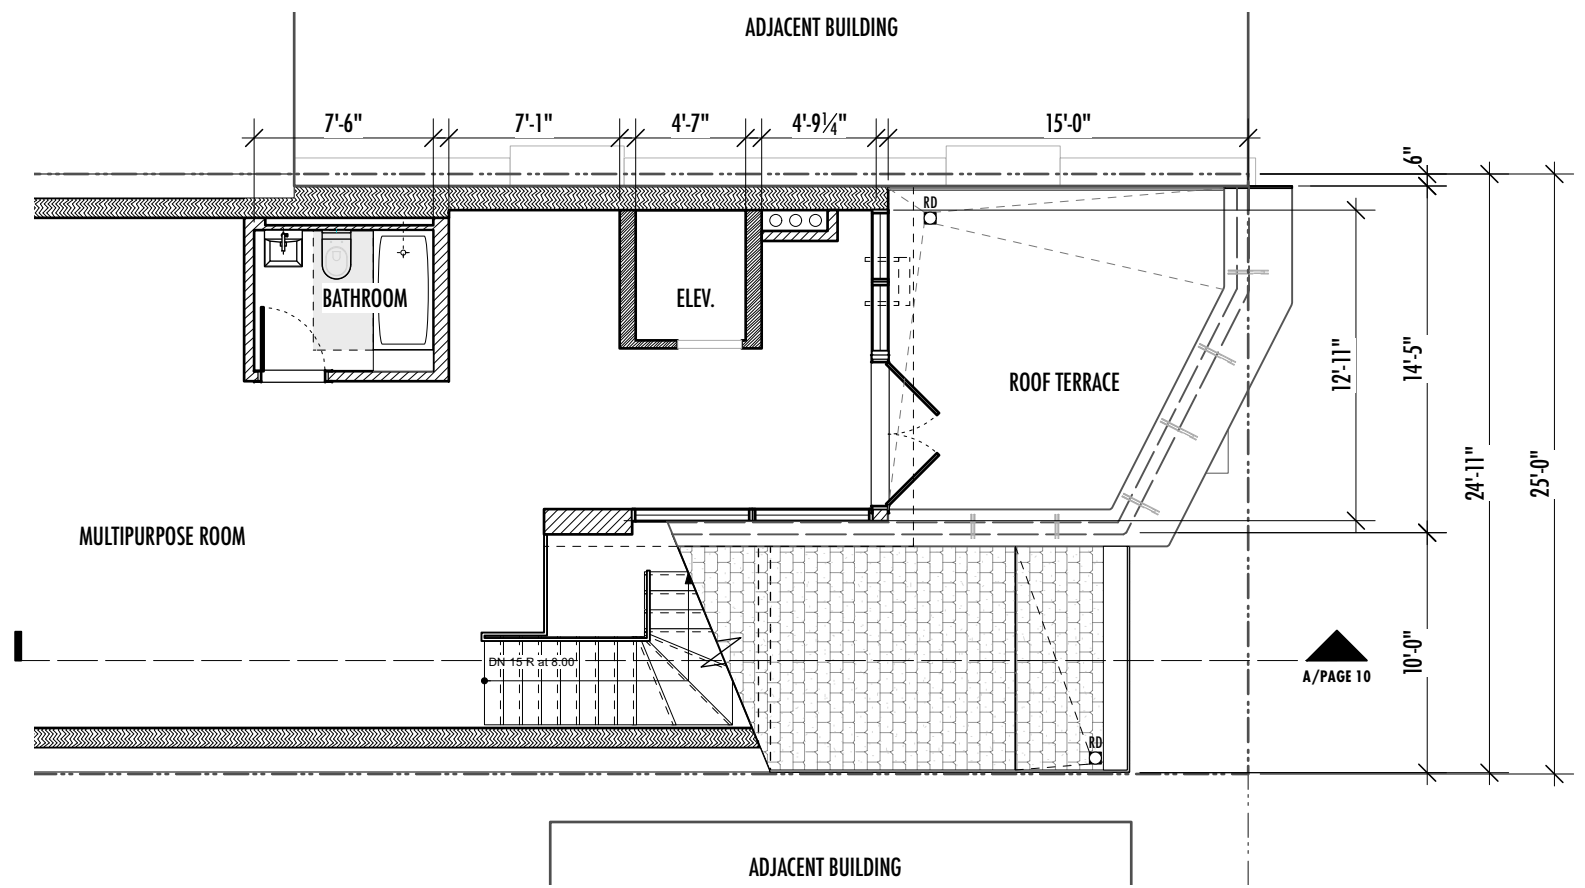 ADJACENT BUILDING
7'-6"
7'-1"
4'-7"
4'-9¼"
15'-0"
6"
RD
ELEV.
BATHROOM
ROOF TERRACE
12'-11"
14'-5"
24'-11"
25'-0"
MULTIPURPOSE ROOM
DN 15 R at 8.00
10'-0"
A/PAGE 10
RD
ADJACENT BUILDING